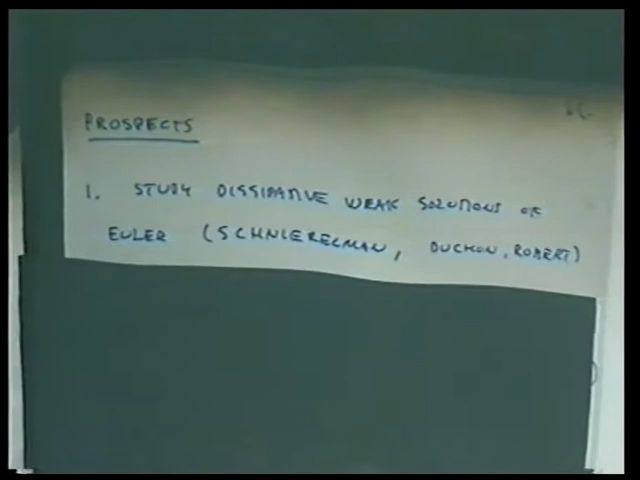 PROSPECTS
1. STUDY DISSIPATIVE WEAK SOLUTIONS OF
EULER (SCHNIERELMAN, DUCHON, ROBERT)